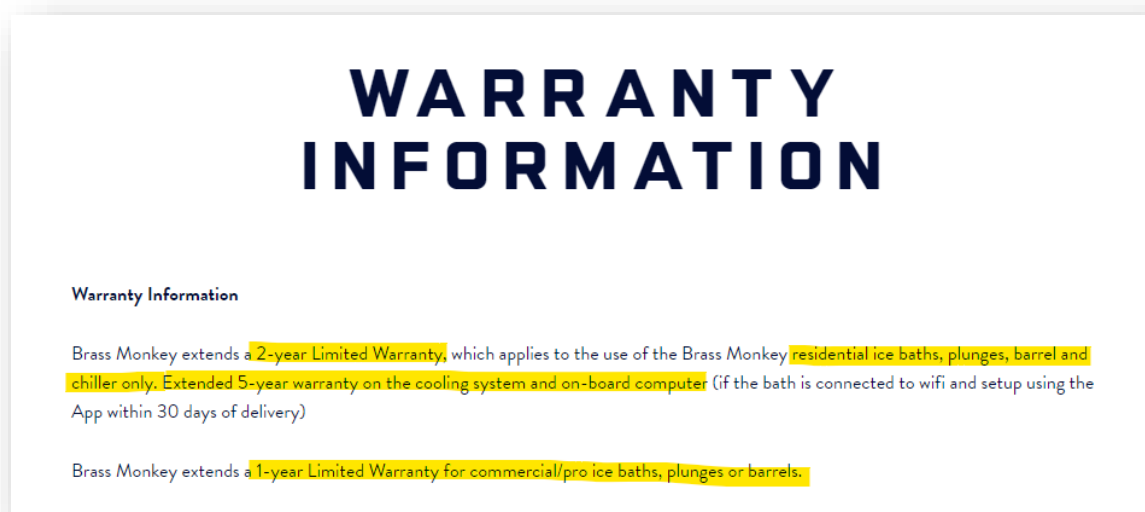 WARRANTY
INFORMATION
Warranty Information
Brass Monkey extends a 2-year Limited Warranty, which applies to the use of the Brass Monkey residential ice baths, plunges, barrel and
chiller only. Extended 5-year warranty on the cooling system and on-board computer (if the bath is connected to wifi and setup using the
App within 30 days of delivery)
Brass Monkey extends a 1-year Limited Warranty for commercial/pro ice baths, plunges or barrels.